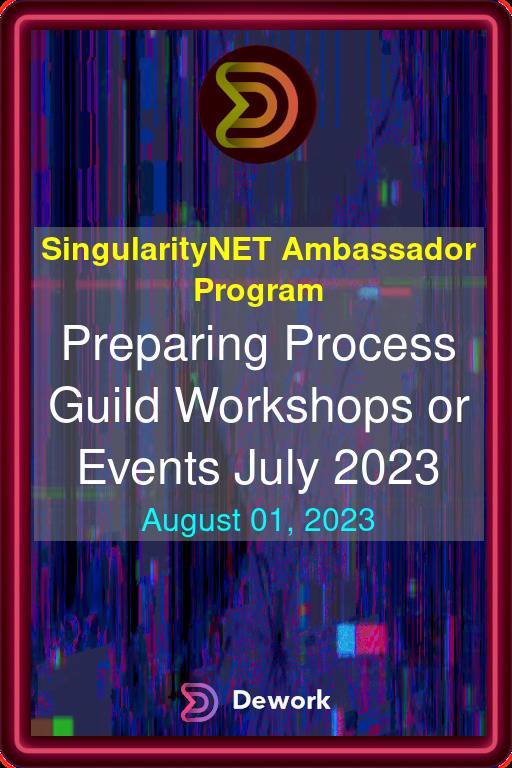 SingularityNET Ambassador
Program
Preparing Process
Guild Workshops or
Events July 2023
August 01, 2023
Dework